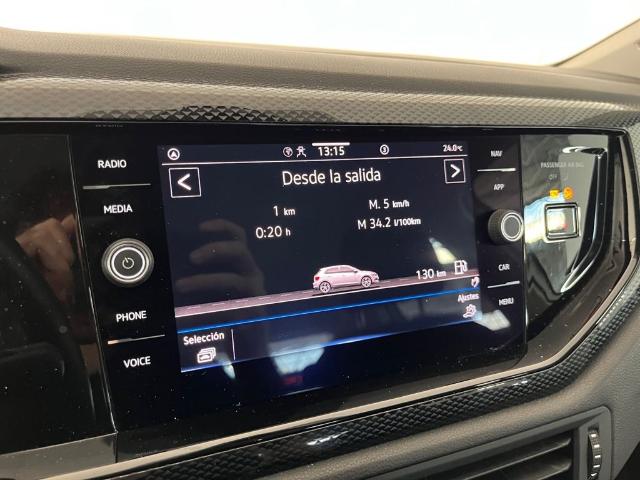 RADIO
MEDIA
PHONE
VOICE
13:15
3
24.0°C
Desde la salida
1 km
M. 5 km/h
0:20 h
M 34.2 l/100km
130 km
Ajustes
Selección
NAV
APP
CAR
MENU
PASSENGER AIR BAG
OFF